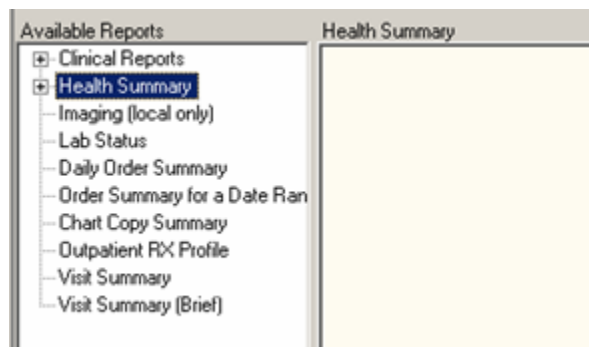 Available Reports
Health Summary
Clinical Reports
Health Summary
Imaging (local only)
Lab Status
Daily Order Summary
Order Summary for a Date Ran
Chart Copy Summary
Outpatient RX Profile
Visit Summary
Visit Summary (Brief)